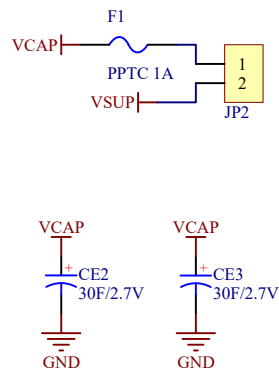 F1
VCAP
PPTC 1A
1
2
VSUP
JP2
VCAP
VCAP
+
CE2
30F/2.7V
+
CE3
30F/2.7V
GND
GND